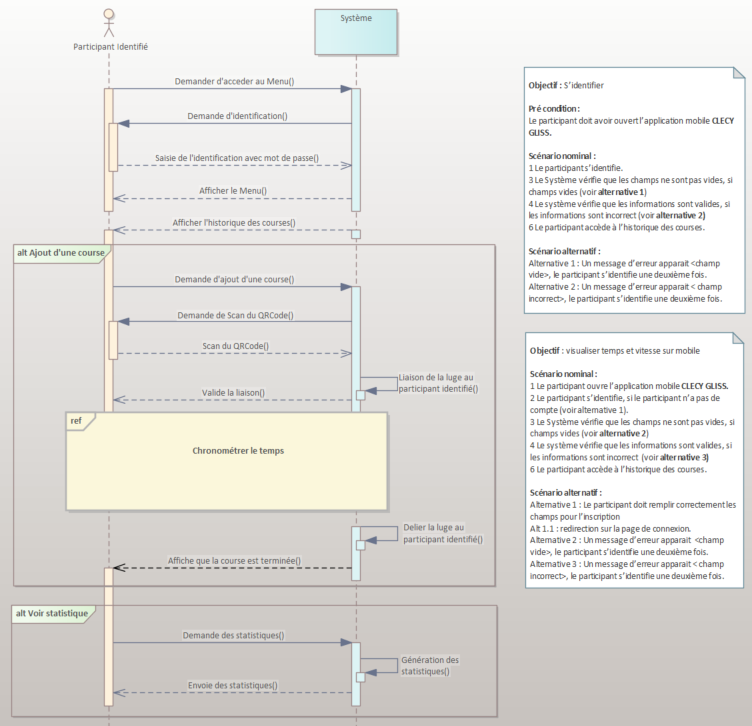 Participant Identifié
Système
Demander d'acceder au Menu()
Demande d'identification()
Saisie de l'identification avec mot de passe()
Afficher le Menu()
Afficher l'historique des courses()
alt Ajout d'une course
Demande d'ajout d'une course()
Demande de Scan du QRCode()
Scan du QRCode()
Liaison de la luge au
participant identifié()
Valide la liaison()
ref
Chronométrer le temps
Delier la luge au
participant identifié()
Affiche que la course est terminée()
alt Voir statistique
Demande des statistiques()
Génération des
statistiques()
Envoie des statistiques()
Objectif : S'identifier
Pré condition :
Le participant doit avoir ouvert l'application mobile CLECY
GLISS.
Scénario nominal :
1 Le participant s'identifie.
3 Le Système vérifie que les champs ne sont pas vides, si
champs vides (voir alternative 1)
4 Le système vérifie que les informations sont valides, si
les informations sont incorrect (voir alternative 2)
6 Le participant accède à l'historique des courses.
Scénario alternatif :
Alternative 1 : Un message d'erreur apparait <champ
vide>, le participant s'identifie une deuxième fois.
Alternative 2 : Un message d'erreur apparait < champ
incorrect>, le participant s'identifie une deuxième fois.
Objectif : visualiser temps et vitesse sur mobile
Scénario nominal :
1 Le participant ouvre l'application mobile CLECY GLISS.
2 Le participant s'identifie, si le participant n'a pas de
compte (voir alternative 1).
3 Le Système vérifie que les champs ne sont pas vides, si
champs vides (voir alternative 2)
4 Le système vérifie que les informations sont valides, si
les informations sont incorrect (voir alternative 3)
6 Le participant accède à l'historique des courses.
Scénario alternatif :
Alternative 1 : Le participant doit remplir correctement les
champs pour l'inscription
Alt 1.1 : redirection sur la page de connexion.
Alternative 2 : Un message d'erreur apparait <champ
vide>, le participant s'identifie une deuxième fois.
Alternative 3 : Un message d'erreur apparait < champ
incorrect>, le participant s'identifie une deuxième fois.